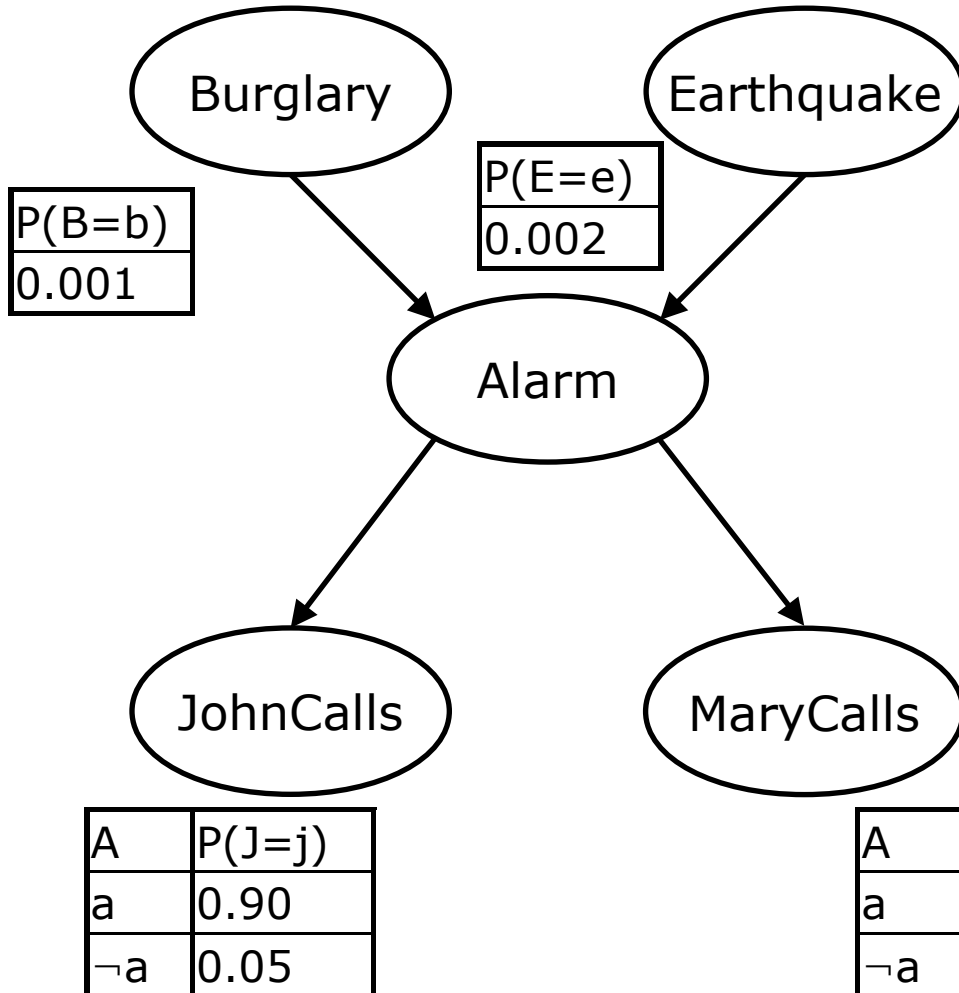 Burglary
Earthquake
P(E=e)
0.002
P(B=b)
0.001
Alarm
JohnCalls
MaryCalls
A P(J=j)
a 0.90
¬a 0.05
A
a
¬a